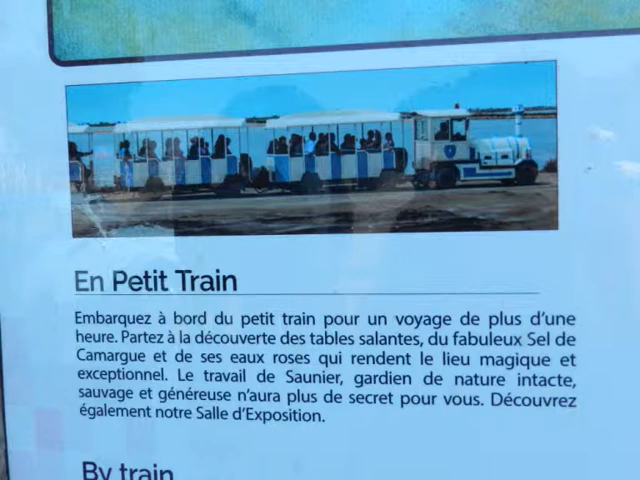 En Petit Train
Embarquez à bord du petit train pour un voyage de plus d'une
heure. Partez à la découverte des tables salantes, du fabuleux Sel de
Camargue et de ses eaux roses qui rendent le lieu magique et
exceptionnel. Le travail de Saunier, gardien de nature intacte,
sauvage et généreuse n'aura plus de secret pour vous. Découvrez
également notre Salle d'Exposition.
By train